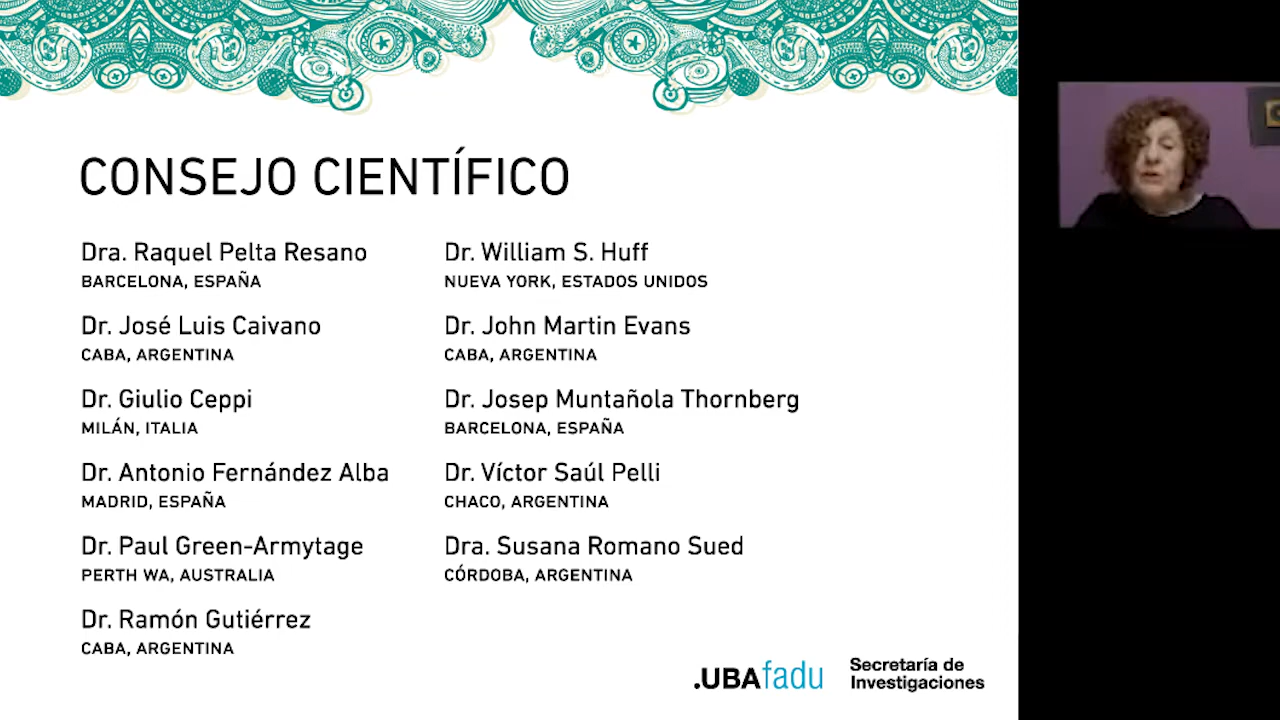 CONSEJO CIENTÍFICO
Dra. Raquel Pelta Resano
BARCELONA, ESPAÑA
Dr. José Luis Caivano
CABA, ARGENTINA
Dr. Giulio Ceppi
MILÁN, ITALIA
Dr. Antonio Fernández Alba
MADRID, ESPAÑA
Dr. Paul Green-Armytage
PERTH WA, AUSTRALIA
Dr. Ramón Gutiérrez
CABA, ARGENTINA
Dr. William S. Huff
NUEVA YORK, ESTADOS UNIDOS
Dr. John Martin Evans
CABA, ARGENTINA
Dr. Josep Muntañola Thornberg
BARCELONA, ESPAÑA
Dr. Víctor Saúl Pelli
CHACO, ARGENTINA
Dra. Susana Romano Sued
CÓRDOBA, ARGENTINA
.UBAfadu
Secretaría de
Investigaciones